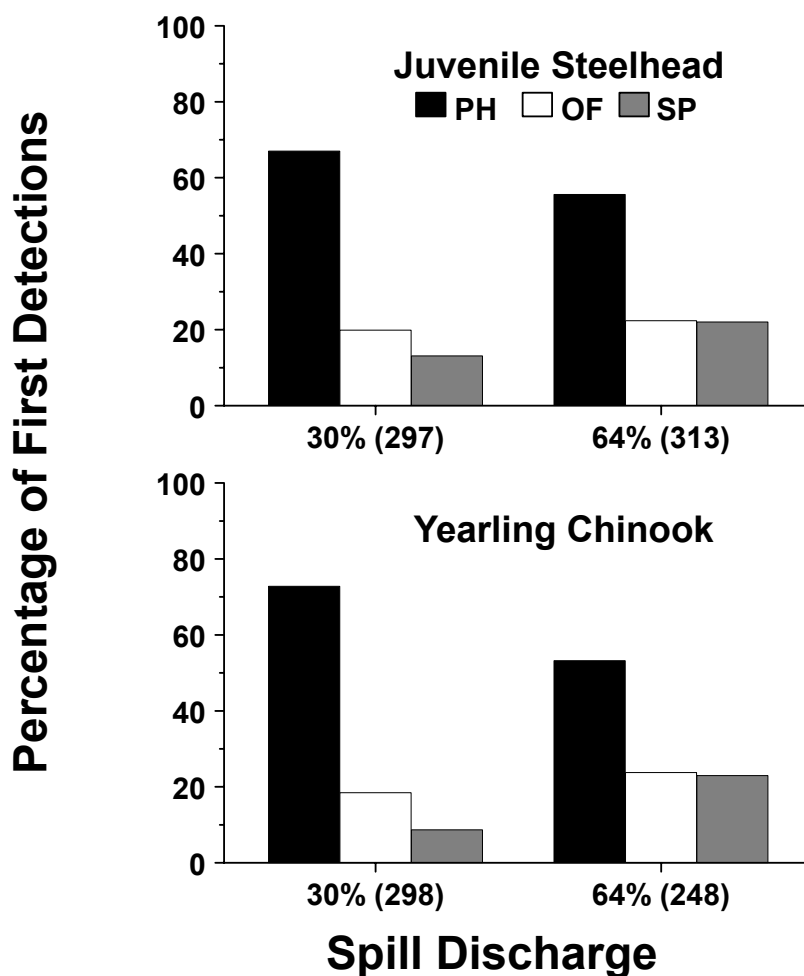 Percentage of First Detections
100
80
60
40
20
0
Juvenile Steelhead
PH OF SP
30% (297) 64% (313)
100
80
60
40
20
0
Yearling Chinook
30% (298) 64% (248)
Spill Discharge